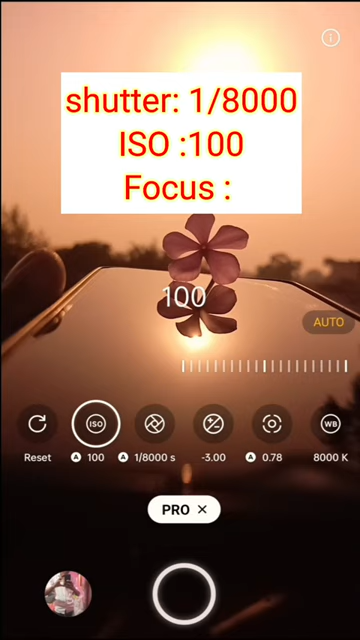 shutter: 1/8000
ISO :100
Focus :
100
AUTO
ISO
WB
Reset
A 100
A 1/8000 s
-3.00
A 0.78
8000 K
PRO ×